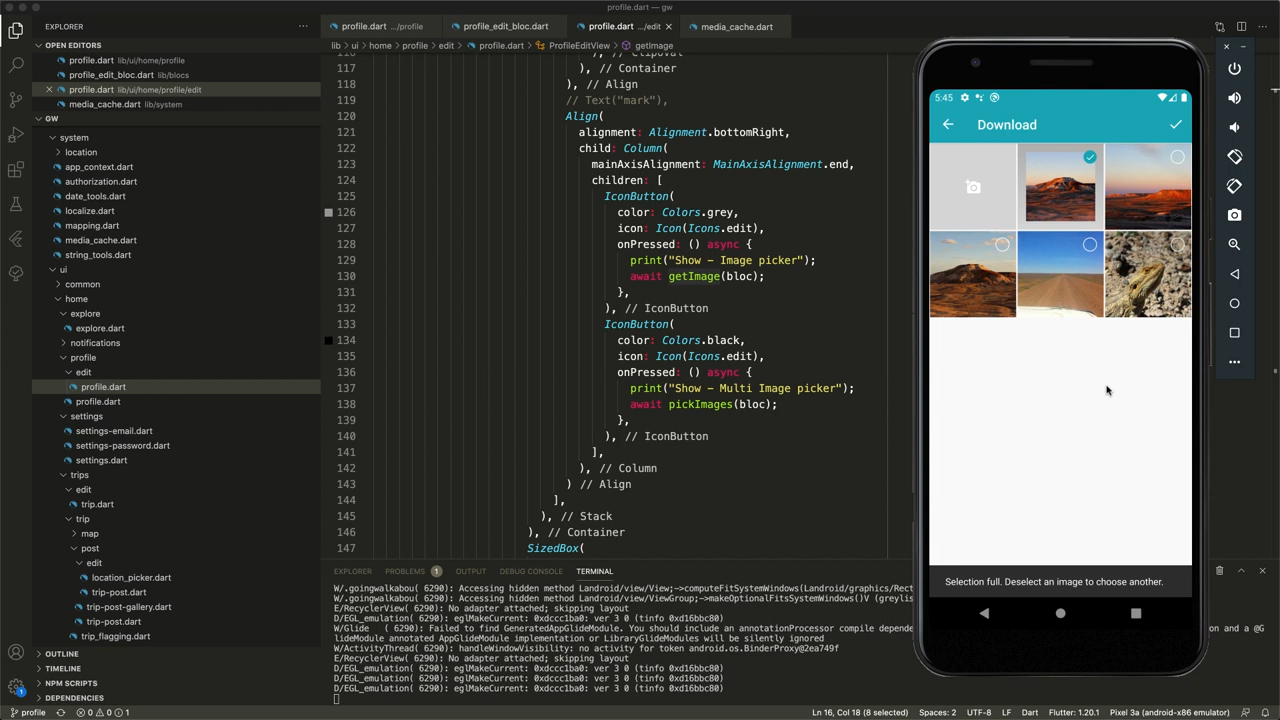 profile.dart — gw
EXPLORER
OPEN EDITORS
profile.dart lib/ui/home/profile
profile_edit_bloc.dart lib/blocs
profile.dart lib/ui/home/profile/edit
media_cache.dart lib/system
GW
system
location
app_context.dart
authorization.dart
date_tools.dart
localize.dart
mapping.dart
media_cache.dart
string_tools.dart
ui
common
home
explore
explore.dart
notifications
profile
edit
profile.dart
profile.dart
settings
settings-email.dart
settings-password.dart
settings.dart
trips
edit
trip.dart
trip
map
post
edit
location_picker.dart
trip-post.dart
trip-post-gallery.dart
trip-post.dart
trip_flagging.dart
OUTLINE
TIMELINE
NPM SCRIPTS
DEPENDENCIES
profile.dart .../profile
profile_edit_bloc.dart
profile.dart .../edit
media_cache.dart
lib › ui › home › profile › edit › profile.dart › ProfileEditView › getImage
117 ), // Container
118 ), // Align
119 // Text("mark"),
120 Align(
121 alignment: Alignment.bottomRight,
122 child: Column(
123 mainAxisAlignment: MainAxisAlignment.end,
124 children: [
125 IconButton(
126 color: Colors.grey,
127 icon: Icon(Icons.edit),
128 onPressed: () async {
129 print("Show - Image picker");
130 await getImage(bloc);
131 },
132 ), // IconButton
133 IconButton(
134 color: Colors.black,
135 icon: Icon(Icons.edit),
136 onPressed: () async {
137 print("Show - Multi Image picker");
138 await pickImages(bloc);
139 },
140 ), // IconButton
141 ],
142 ), // Column
143 ) // Align
144 ],
145 ), // Stack
146 ), // Container
147 SizedBox(
OUTPUT
PROBLEMS 1
DEBUG CONSOLE
TERMINAL
W/.goingwalkabou( 6290): Accessing hidden method Landroid/view/View;->computeFitSystemWindows(Landroid/graphics/Rect
W/.goingwalkabou( 6290): Accessing hidden method Landroid/view/ViewGroup;->makeOptionalFitsSystemWindows()V (greylis
E/RecyclerView( 6290): No adapter attached; skipping layout
D/EGL_emulation( 6290): eglMakeCurrent: 0xdccc1ba0: ver 3 0 (tinfo 0xd16bbc80)
W/Glide ( 6290): Failed to find GeneratedAppGlideModule. You should include an annotationProcessor compile depende
on and a @G
lideModule annotated AppGlideModule implementation or LibraryGlideModules will be silently ignored
W/ActivityThread( 6290): handleWindowVisibility: no activity for token android.os.BinderProxy@2ea749f
E/RecyclerView( 6290): No adapter attached; skipping layout
D/EGL_emulation( 6290): eglMakeCurrent: 0xdccc1ba0: ver 3 0 (tinfo 0xd16bbc80)
D/EGL_emulation( 6290): eglMakeCurrent: 0xdccc1ba0: ver 3 0 (tinfo 0xd16bbc80)
D/EGL_emulation( 6290): eglMakeCurrent: 0xdccc1ba0: ver 3 0 (tinfo 0xd16bbc80)
5:45
Download
Selection full. Deselect an image to choose another.
profile 0 0 1
Ln 16, Col 18 (8 selected) Spaces: 2 UTF-8 LF Dart Flutter: 1.20.1 Pixel 3a (android-x86 emulator)